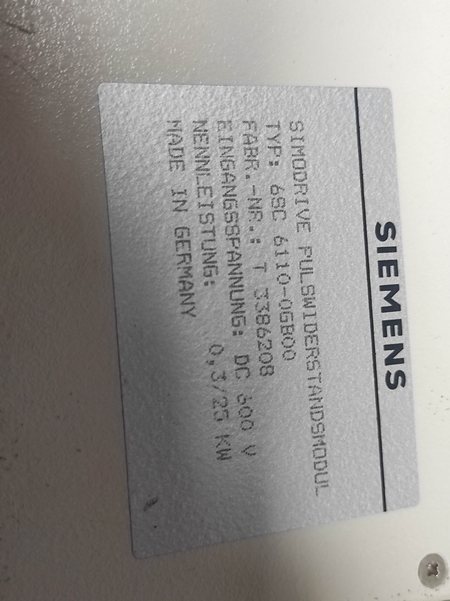 SIEMENS
SIMODRIVE PULSWIDERSTANDSMODUL
TYP: 6SC 6110-0GB00
FABR.-NR.: T 3386208
EINGANGSSPANNUNG: DC 600 V
NENNLEISTUNG: 0,3/25 KW
MADE IN GERMANY